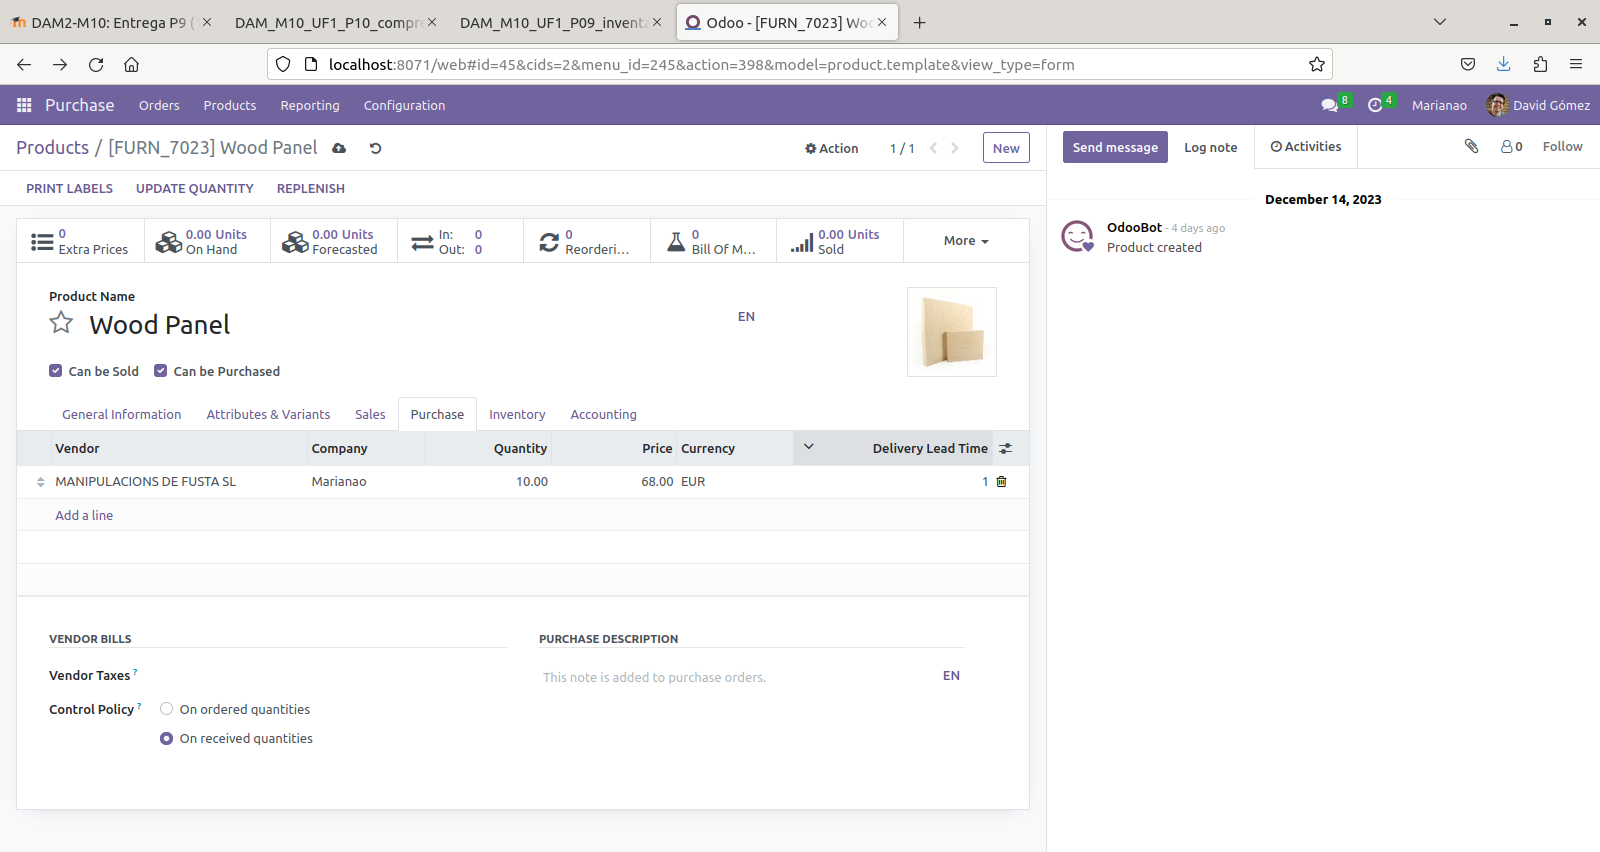 DAM2-M10: Entrega P9 (
DAM_M10_UF1_P10_compr
DAM_M10_UF1_P09_inventa
Odoo - [FURN_7023] Woo
localhost:8071/web#id=45&cids=2&menu_id=245&action=398&model=product.template&view_type=form
Purchase Orders Products Reporting Configuration 8 4 Marianao David Gómez
Products / [FURN_7023] Wood Panel Action 1 / 1 New Send message Log note Activities 0 Follow
PRINT LABELS UPDATE QUANTITY REPLENISH
December 14, 2023
OdooBot - 4 days ago
Product created
0
Extra Prices
0.00 Units
On Hand
0.00 Units
Forecasted
In: 0
Out: 0
0
Reorderi...
0
Bill Of M...
0.00 Units
Sold
More
Product Name
Wood Panel EN
Can be Sold Can be Purchased
General Information Attributes & Variants Sales Purchase Inventory Accounting
Vendor Company Quantity Price Currency Delivery Lead Time
MANIPULACIONS DE FUSTA SL Marianao 10.00 68.00 EUR 1
Add a line
VENDOR BILLS PURCHASE DESCRIPTION
Vendor Taxes ? This note is added to purchase orders. EN
Control Policy ? On ordered quantities
On received quantities